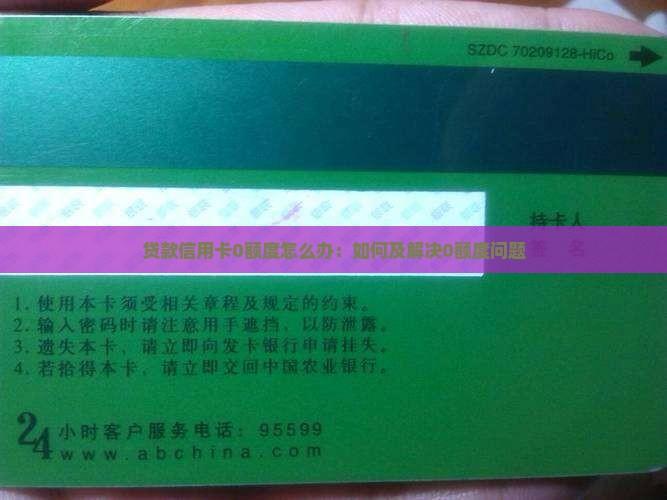 SZDC 70209128-HiCo
持卡人
签 名
贷款信用卡0额度怎么办：如何及解决0额度问题
1. 使用本卡须受相关章程及规定的约束。
2. 输入密码时请注意用手遮挡，以防泄露。
3. 遗失本卡，请立即向发卡银行申请挂失。
4. 若拾得本卡，请立即交回中国农业银行。
24小时客户服务电话：95599
www.abchina.com